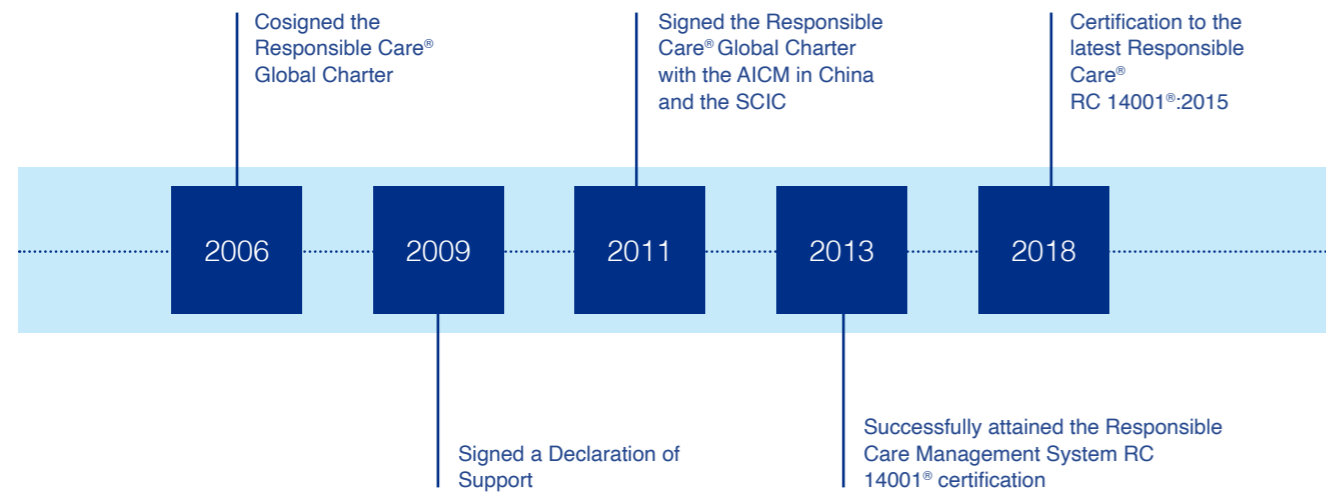 Cosigned the
Responsible Care®
Global Charter
Signed the Responsible
Care® Global Charter
with the AICM in China
and the SCIC
Certification to the
latest Responsible
Care®
RC 14001®:2015
2006
2009
2011
2013
2018
Signed a Declaration of
Support
Successfully attained the Responsible
Care Management System RC
14001® certification